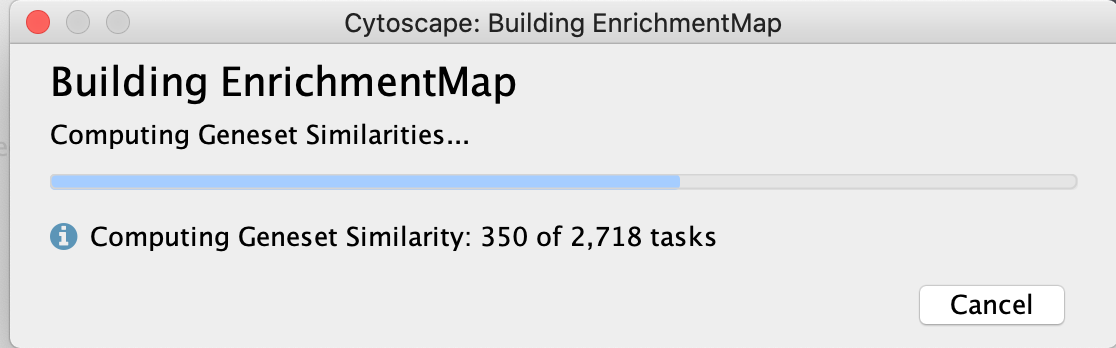 Cytoscape: Building EnrichmentMap
Building EnrichmentMap
Computing Geneset Similarities...
Computing Geneset Similarity: 350 of 2,718 tasks
Cancel